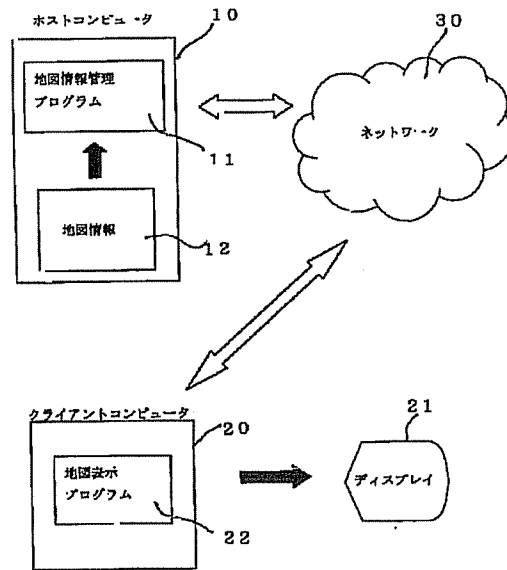 ホストコンピュータ
10
30
地図情報管理
プログラム
ネットワーク
11
地図情報
12
クライアントコンピュータ
20
21
地図表示
プログラム
ディスプレイ
22